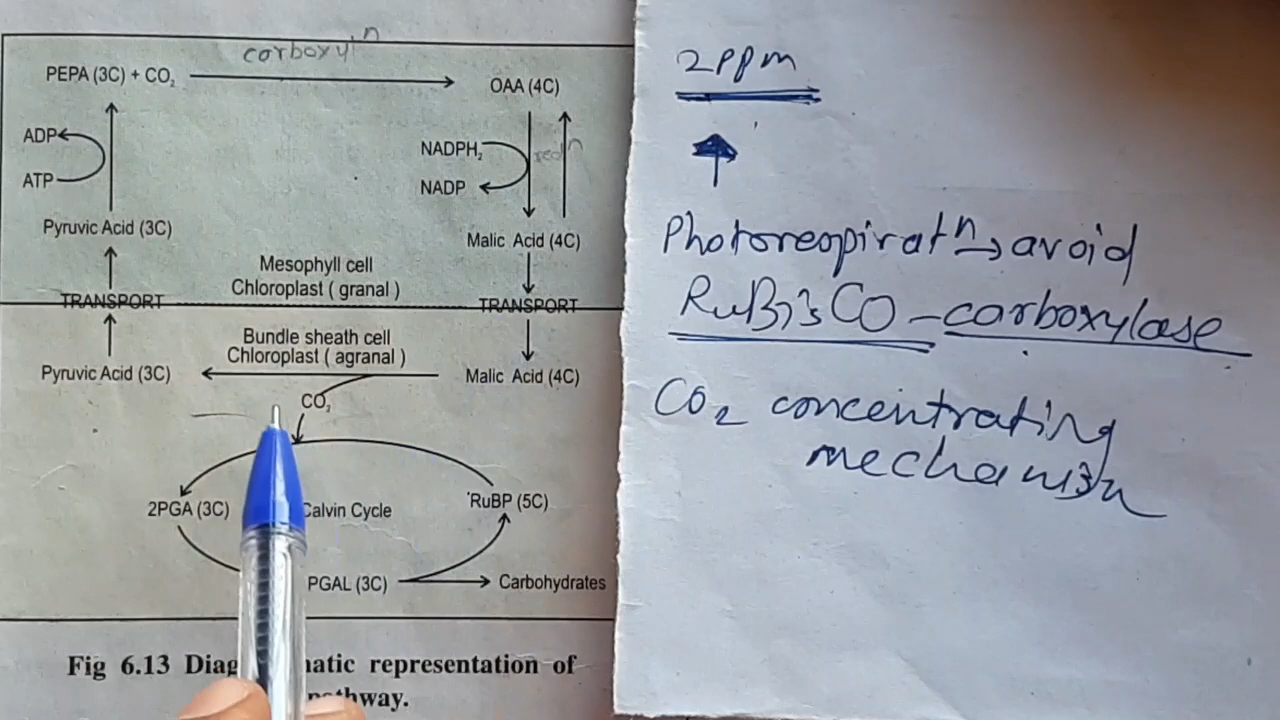 carboxylⁿ
PEPA (3C) + CO₂
OAA (4C)
ADP
ATP
NADPH₂
redⁿ
NADP
Pyruvic Acid (3C)
Malic Acid (4C)
Mesophyll cell
Chloroplast ( granal )
TRANSPORT
TRANSPORT
Bundle sheath cell
Chloroplast ( agranal )
Pyruvic Acid (3C)
Malic Acid (4C)
CO₂
2PGA (3C)
Calvin Cycle
RuBP (5C)
PGAL (3C)
Carbohydrates
Fig 6.13 Diag matic representation of
pathway.
2ppm
Photorespiratⁿ → avoid
RuBisCO - carboxylase
CO₂ concentrating
mechanism